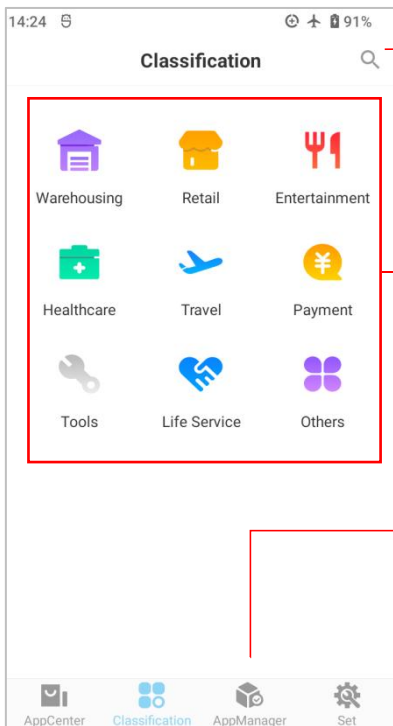 14:24 91%
Classification
Warehousing Retail Entertainment
Healthcare Travel Payment
Tools Life Service Others
AppCenter Classification AppManager Set